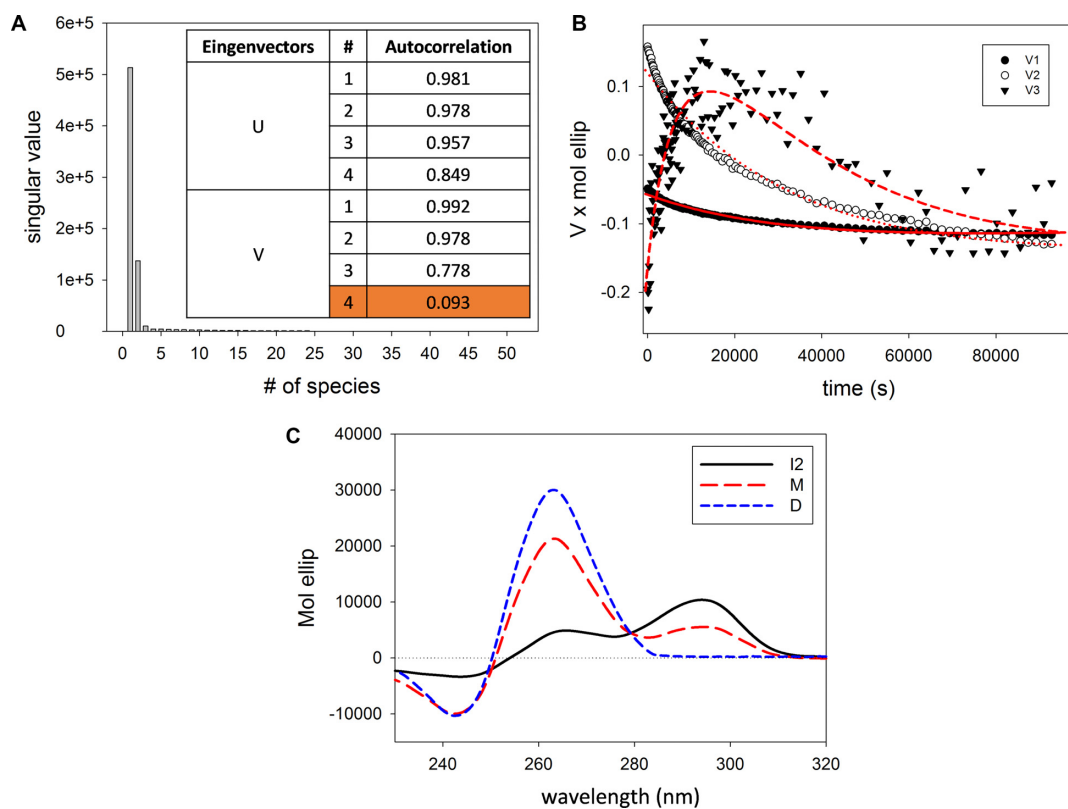 A
6e+5
5e+5
4e+5
3e+5
2e+5
1e+5
0
singular value
0 5 10 15 20 25 30 35 40 45 50
# of species
Eingenvectors # Autocorrelation
U
1 0.981
2 0.978
3 0.957
4 0.849
V
1 0.992
2 0.978
3 0.778
4 0.093
B
0.1
0.0
-0.1
-0.2
V x mol ellip
0 20000 40000 60000 80000
time (s)
V1
V2
V3
C
40000
30000
20000
10000
0
-10000
Mol ellip
240 260 280 300 320
wavelength (nm)
I2
M
D